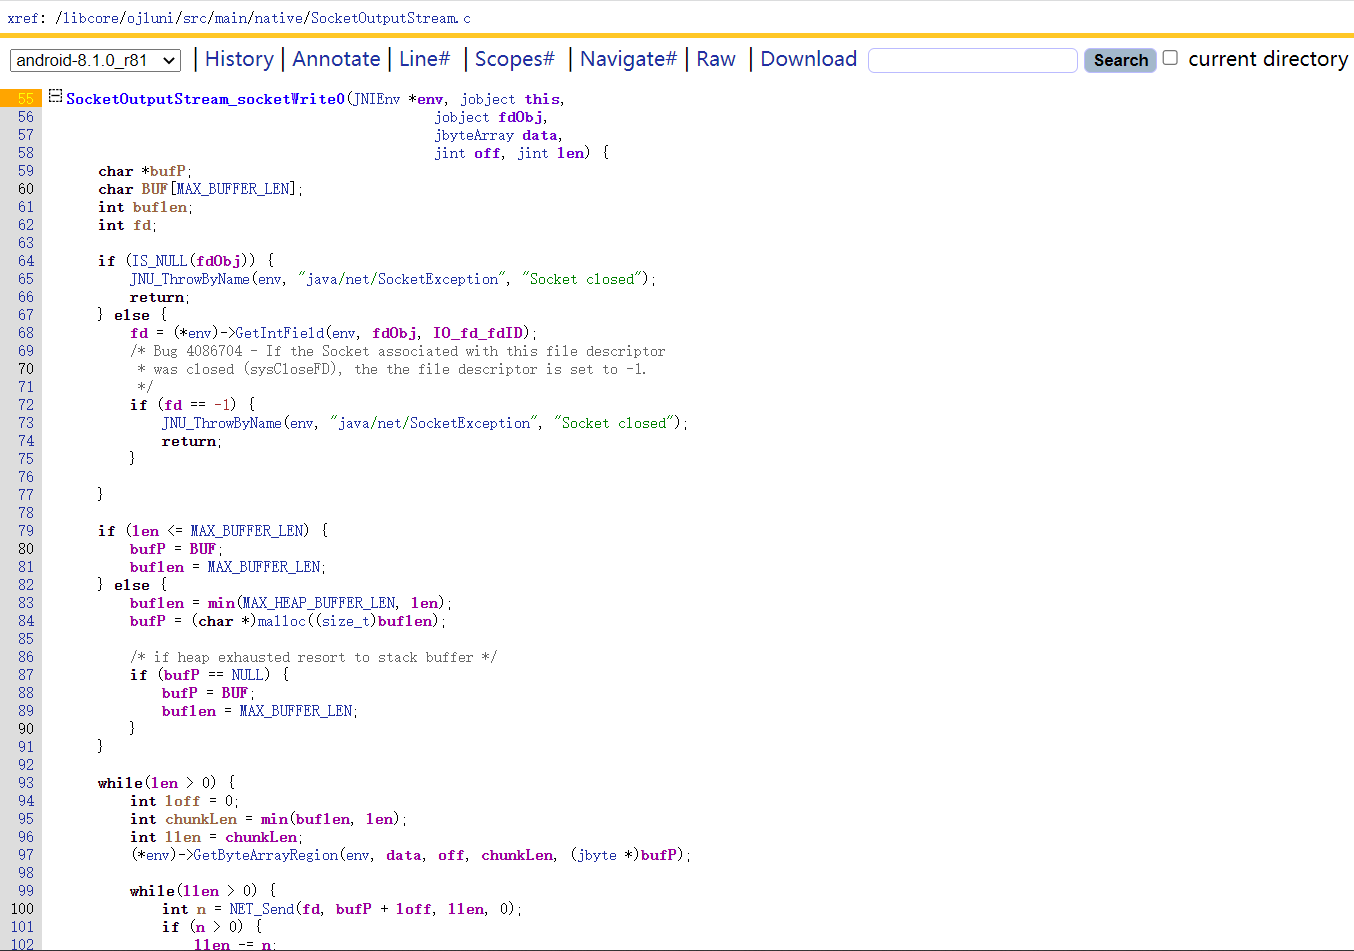 xref: /libcore/ojluni/src/main/native/SocketOutputStream.c
android-8.1.0_r81 | History | Annotate | Line# | Scopes# | Navigate# | Raw | Download Search current directory
55 SocketOutputStream_socketWrite0(JNIEnv *env, jobject this,
56 jobject fdObj,
57 jbyteArray data,
58 jint off, jint len) {
59 char *bufP;
60 char BUF[MAX_BUFFER_LEN];
61 int buflen;
62 int fd;
63
64 if (IS_NULL(fdObj)) {
65 JNU_ThrowByName(env, "java/net/SocketException", "Socket closed");
66 return;
67 } else {
68 fd = (*env)->GetIntField(env, fdObj, IO_fd_fdID);
69 /* Bug 4086704 - If the Socket associated with this file descriptor
70 * was closed (sysCloseFD), the the file descriptor is set to -1.
71 */
72 if (fd == -1) {
73 JNU_ThrowByName(env, "java/net/SocketException", "Socket closed");
74 return;
75 }
76
77 }
78
79 if (len <= MAX_BUFFER_LEN) {
80 bufP = BUF;
81 buflen = MAX_BUFFER_LEN;
82 } else {
83 buflen = min(MAX_HEAP_BUFFER_LEN, len);
84 bufP = (char *)malloc((size_t)buflen);
85
86 /* if heap exhausted resort to stack buffer */
87 if (bufP == NULL) {
88 bufP = BUF;
89 buflen = MAX_BUFFER_LEN;
90 }
91 }
92
93 while(len > 0) {
94 int loff = 0;
95 int chunkLen = min(buflen, len);
96 int llen = chunkLen;
97 (*env)->GetByteArrayRegion(env, data, off, chunkLen, (jbyte *)bufP);
98
99 while(llen > 0) {
100 int n = NET_Send(fd, bufP + loff, llen, 0);
101 if (n > 0) {
102 llen -= n;